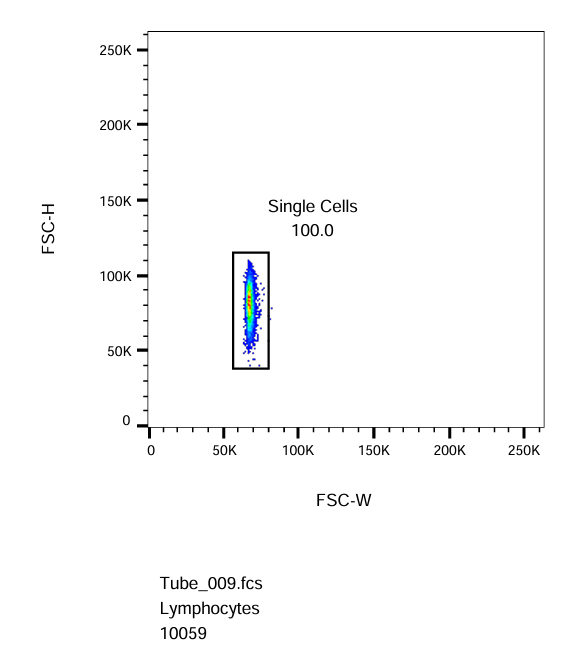 250K
200K
150K
100K
50K
0
FSC-H
Single Cells
100.0
0 50K 100K 150K 200K 250K
FSC-W
Tube_009.fcs
Lymphocytes
10059